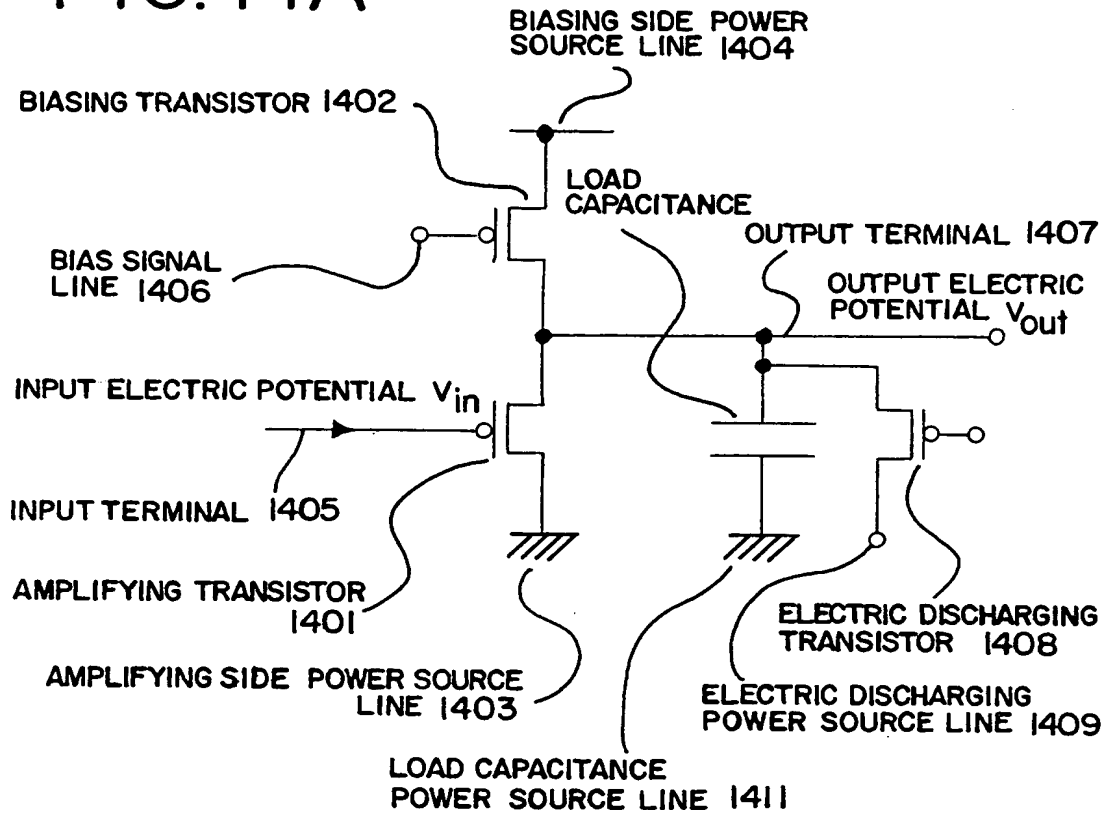 FIG. 14A
BIASING SIDE POWER
SOURCE LINE 1404
BIASING TRANSISTOR 1402
LOAD
CAPACITANCE
OUTPUT TERMINAL 1407
BIAS SIGNAL
LINE 1406
OUTPUT ELECTRIC
POTENTIAL Vout
INPUT ELECTRIC POTENTIAL Vin
INPUT TERMINAL 1405
AMPLIFYING TRANSISTOR
1401
ELECTRIC DISCHARGING
TRANSISTOR 1408
AMPLIFYING SIDE POWER SOURCE
LINE 1403
ELECTRIC DISCHARGING
POWER SOURCE LINE 1409
LOAD CAPACITANCE
POWER SOURCE LINE 1411